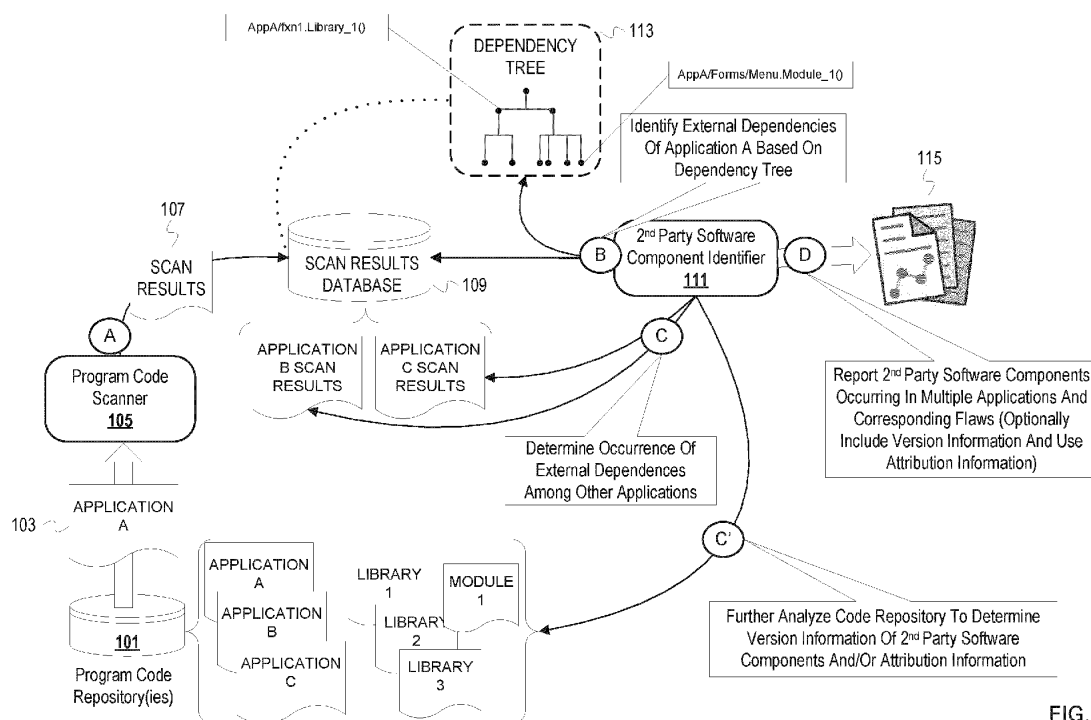 AppA/fxn1.Library_1()
113
DEPENDENCY
TREE
AppA/Forms/Menu.Module_1()
Identify External Dependencies
Of Application A Based On
Dependency Tree
115
107
SCAN
RESULTS
SCAN RESULTS
DATABASE
109
B
2nd Party Software
Component Identifier
111
D
A
C
APPLICATION
B SCAN
RESULTS
APPLICATION
C SCAN
RESULTS
Program Code
Scanner
105
Report 2nd Party Software Components
Occurring In Multiple Applications And
Corresponding Flaws (Optionally
Include Version Information And Use
Attribution Information)
Determine Occurrence Of
External Dependences
Among Other Applications
103
APPLICATION
A
C'
APPLICATION
A
APPLICATION
B
APPLICATION
C
LIBRARY
1
LIBRARY
2
LIBRARY
3
MODULE
1
101
Program Code
Repository(ies)
Further Analyze Code Repository To Determine
Version Information Of 2nd Party Software
Components And/Or Attribution Information
FIG.